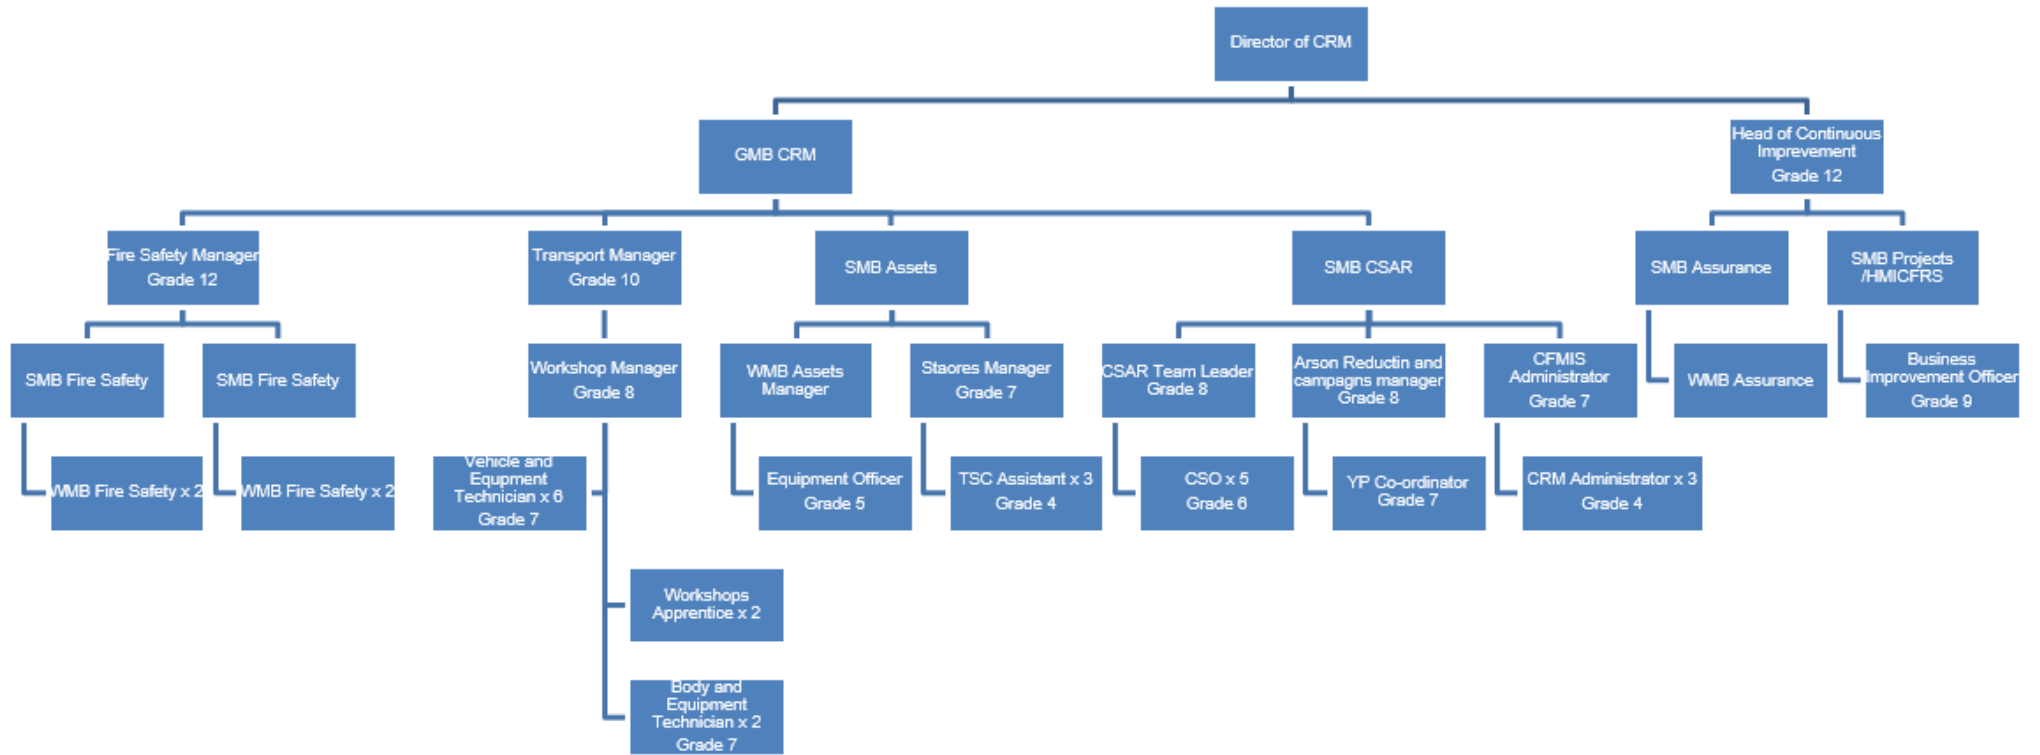 Director of CRM
GMB CRM
Head of Continuous
Imprevement
Grade 12
Fire Safety Manager
Grade 12
Transport Manager
Grade 10
SMB Assets
SMB CSAR
SMB Assurance
SMB Projects
/HMICFRS
SMB Fire Safety
SMB Fire Safety
Workshop Manager
Grade 8
WMB Assets
Manager
Staores Manager
Grade 7
CSAR Team Leader
Grade 8
Arson Reductin and
campagns manager
Grade 8
CFMIS
Administrator
Grade 7
WMB Assurance
Business
Improvement Officer
Grade 9
WMB Fire Safety x 2
WMB Fire Safety x 2
Vehicle and
Equpment
Technician x 6
Grade 7
Equipment Officer
Grade 5
TSC Assistant x 3
Grade 4
CSO x 5
Grade 6
YP Co-ordinator
Grade 7
CRM Administrator x 3
Grade 4
Workshops
Apprentice x 2
Body and
Equipment
Technician x 2
Grade 7